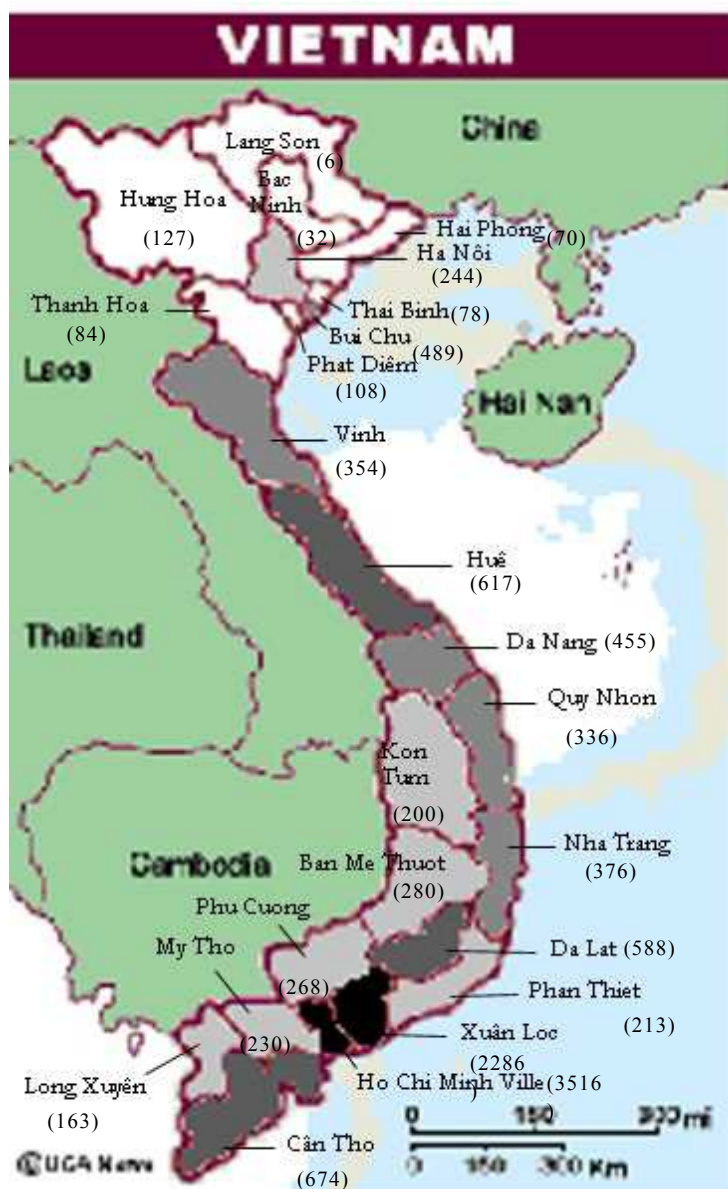 VIETNAM
China
Lang Son
(6)
Bac
Ninh
(32)
Hung Hoa
(127)
Hai Phong
(70)
Ha Nôi
(244)
Thanh Hoa
(84)
Thai Binh (78)
Bui Chu
(489)
Phat Diêm
(108)
Laos
Hai Nan
Vinh
(354)
Huê
(617)
Thailand
Da Nang (455)
Quy Nhon
(336)
Kon
Tum
(200)
Cambodia
Ban Me Thuot
(280)
Nha Trang
(376)
Phu Cuong
(268)
My Tho
(230)
Da Lat (588)
Phan Thiet
(213)
Xuân Loc
(2286
)
Ho Chi Minh Ville (3516
Long Xuyên
(163)
Cân Tho
(674)
0 150 300 mi
0 150 300 Km
©UCA News